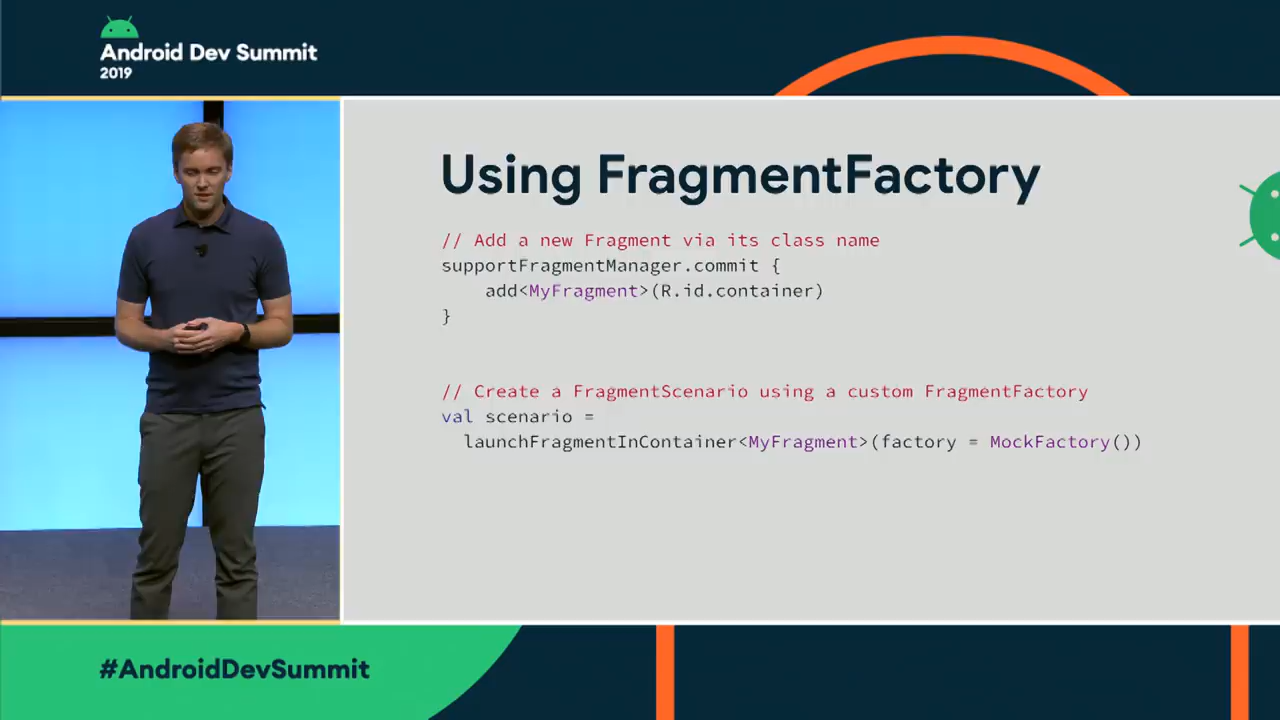 Android Dev Summit
2019
Using FragmentFactory
// Add a new Fragment via its class name
supportFragmentManager.commit {
    add<MyFragment>(R.id.container)
}
// Create a FragmentScenario using a custom FragmentFactory
val scenario =
  launchFragmentInContainer<MyFragment>(factory = MockFactory())
#AndroidDevSummit